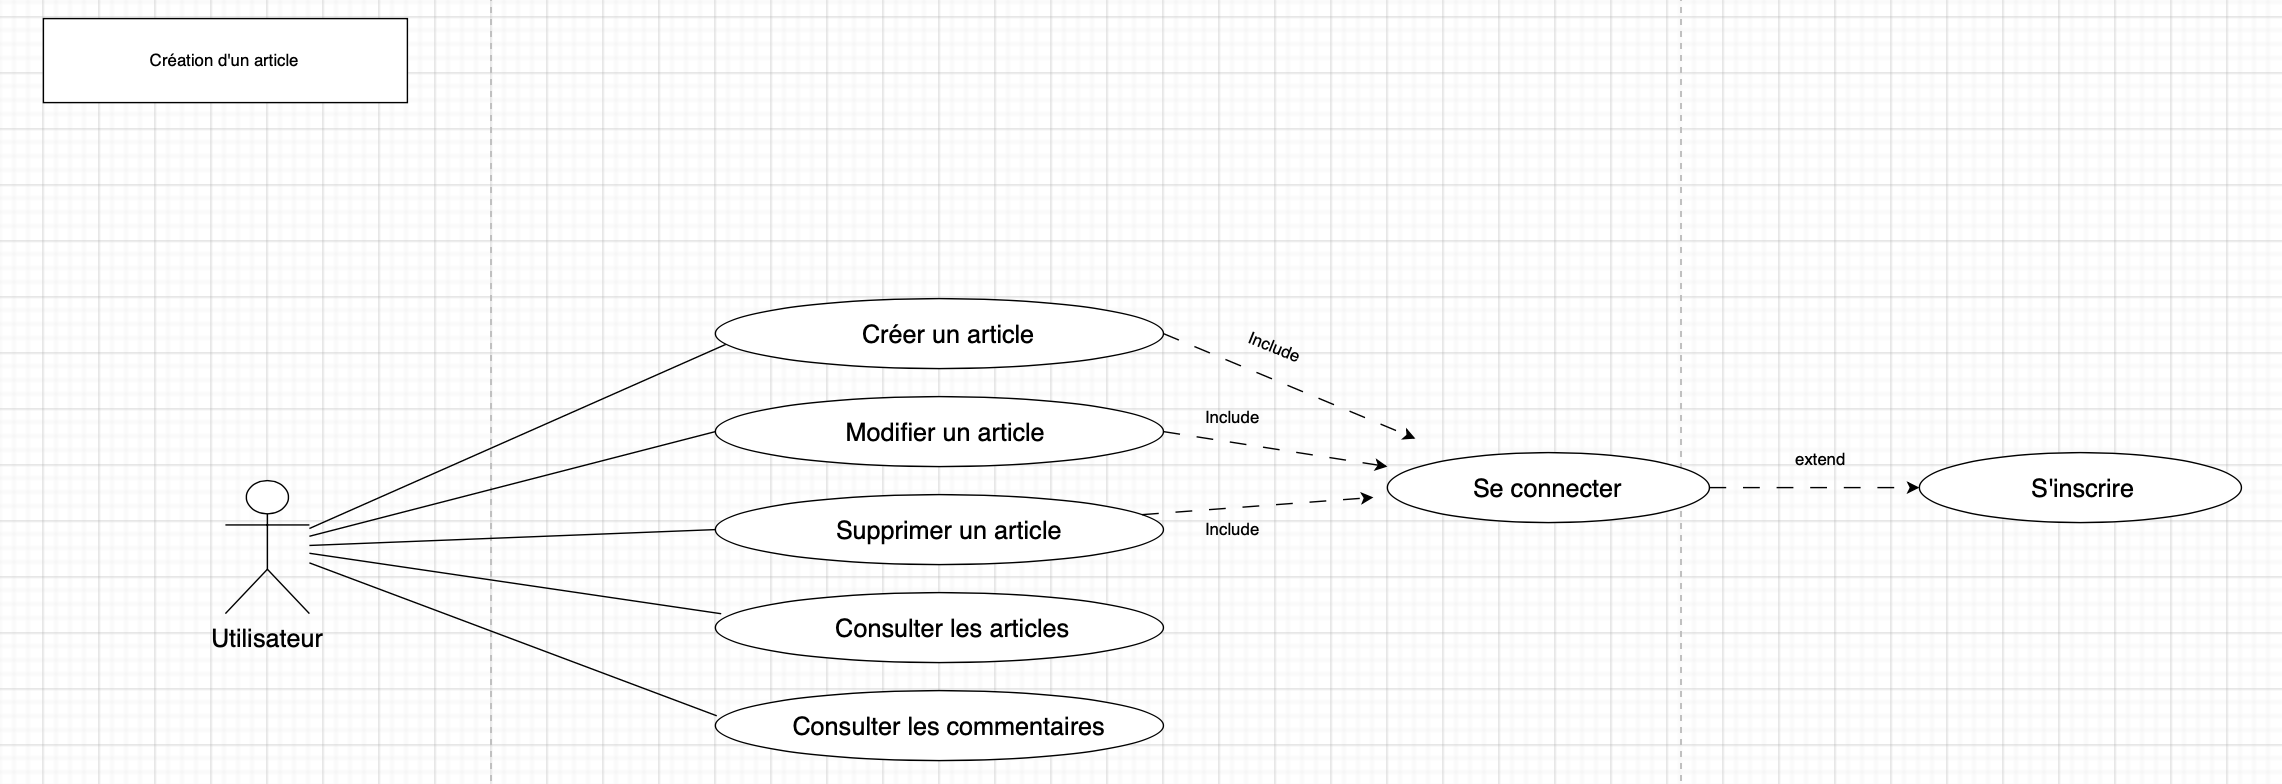 Création d'un article
Créer un article
Include
Modifier un article
Include
Se connecter
extend
S'inscrire
Supprimer un article
Include
Utilisateur
Consulter les articles
Consulter les commentaires